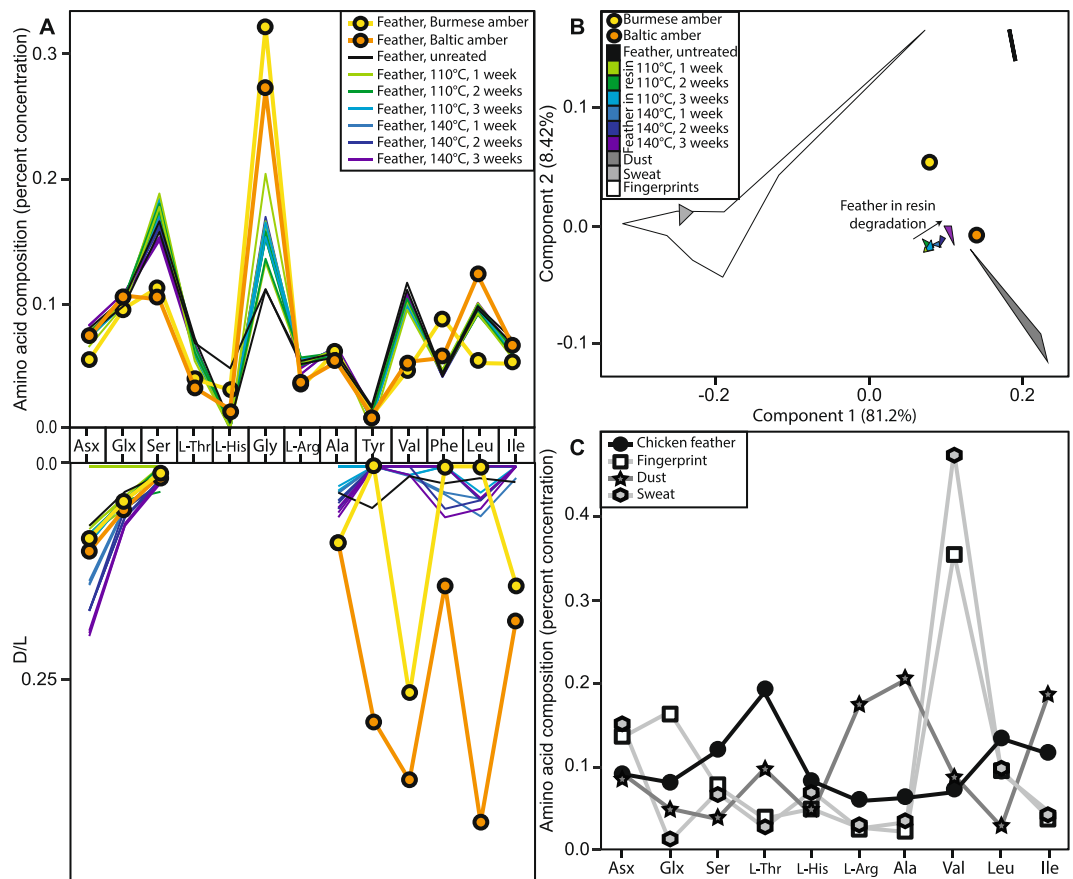 A
Feather, Burmese amber
Feather, Baltic amber
Feather, untreated
Feather, 110°C, 1 week
Feather, 110°C, 2 weeks
Feather, 110°C, 3 weeks
Feather, 140°C, 1 week
Feather, 140°C, 2 weeks
Feather, 140°C, 3 weeks
Amino acid composition (percent concentration)
0.3
0.2
0.1
0.0
Asx Glx Ser L-Thr L-His Gly L-Arg Ala Tyr Val Phe Leu Ile
0.0
0.25
D/L
B
Burmese amber
Baltic amber
Feather, untreated
110°C, 1 week
110°C, 2 weeks
110°C, 3 weeks
140°C, 1 week
140°C, 2 weeks
140°C, 3 weeks
Feather in resin
Dust
Sweat
Fingerprints
Component 2 (8.42%)
0.1
0.0
-0.1
Feather in resin
degradation
-0.2 0.0 0.2
Component 1 (81.2%)
C
Chicken feather
Fingerprint
Dust
Sweat
Amino acid composition (percent concentration)
0.4
0.3
0.2
0.1
0.0
Asx Glx Ser L-Thr L-His L-Arg Ala Val Leu Ile